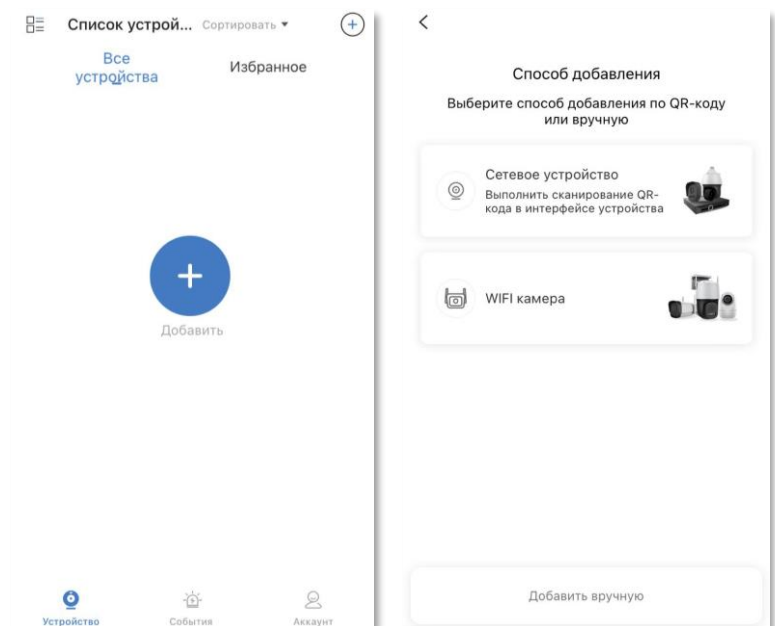 Список устрой... Сортировать
Все
устройства
Избранное
Добавить
Устройство
События
Аккаунт
Способ добавления
Выберите способ добавления по QR-коду
или вручную
Сетевое устройство
Выполнить сканирование QR-
кода в интерфейсе устройства
WIFI камера
Добавить вручную